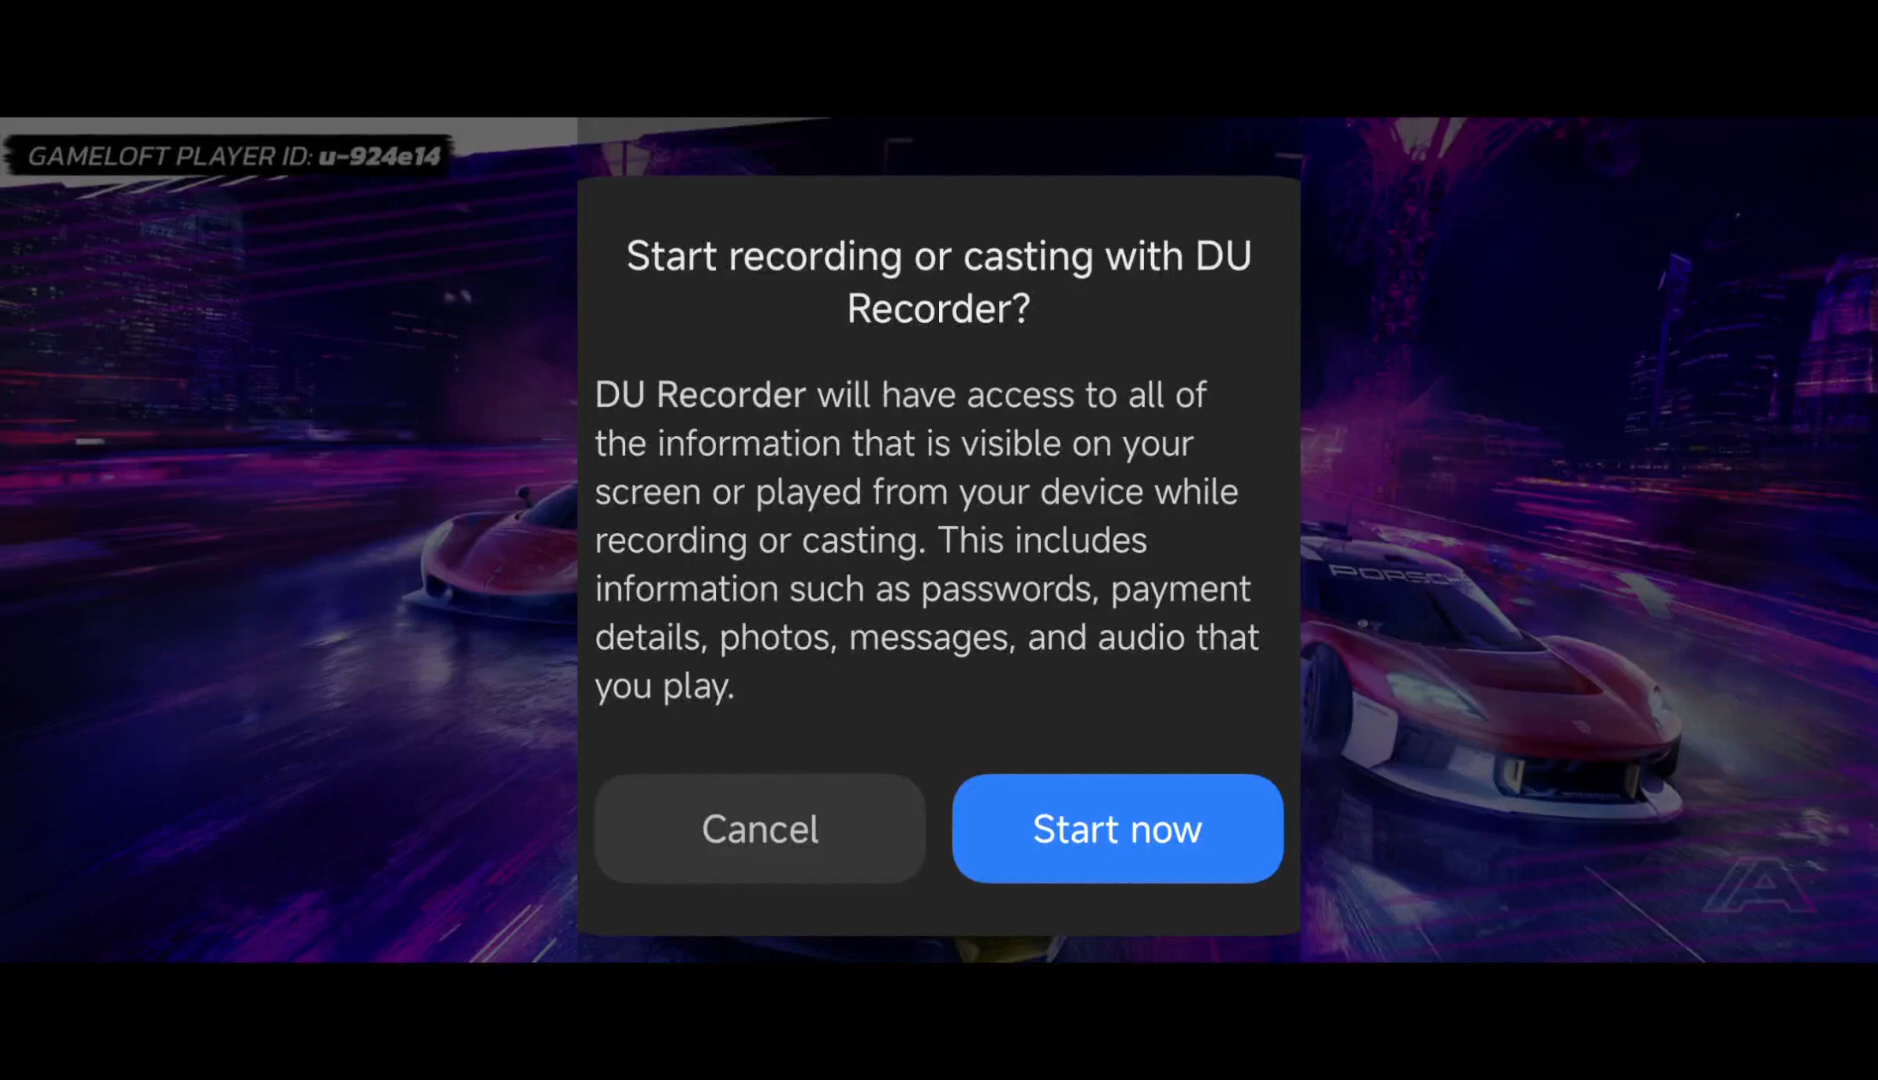 GAMELOFT PLAYER ID: u-924e14
Start recording or casting with DU
Recorder?
DU Recorder will have access to all of
the information that is visible on your
screen or played from your device while
recording or casting. This includes
information such as passwords, payment
details, photos, messages, and audio that
you play.
PORSCH
Cancel
Start now